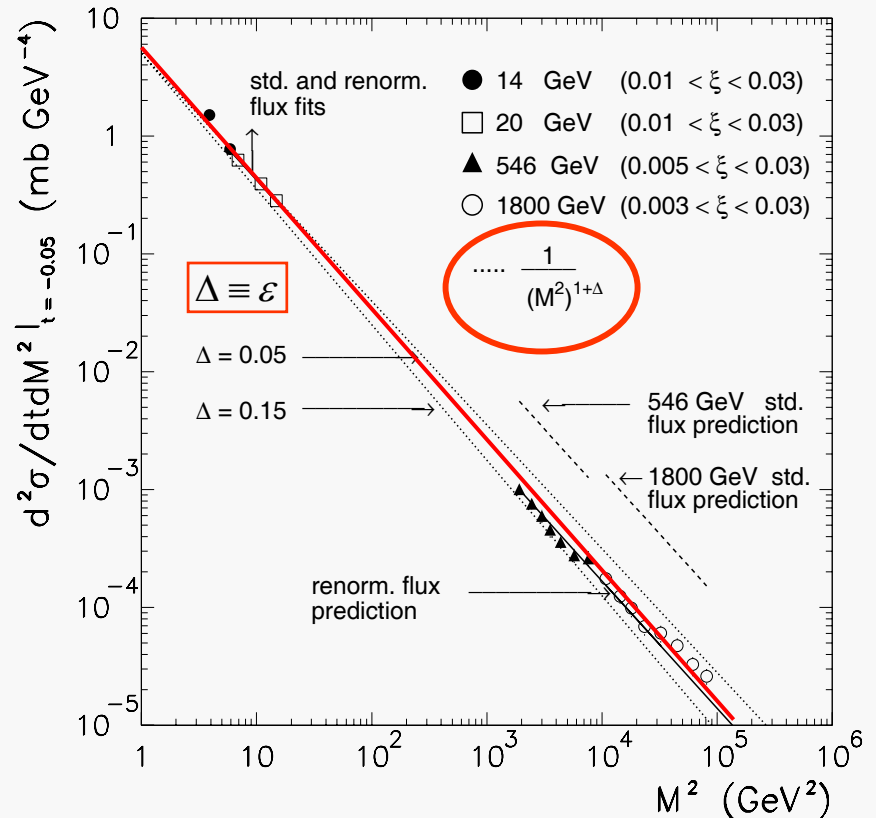 d²σ/dtdM²|t = −0.05 (mb GeV⁻⁴)
10
1
10⁻¹
10⁻²
10⁻³
10⁻⁴
10⁻⁵
std. and renorm.
flux fits
● 14 GeV (0.01 < ξ < 0.03)
□ 20 GeV (0.01 < ξ < 0.03)
▲ 546 GeV (0.005 < ξ < 0.03)
○ 1800 GeV (0.003 < ξ < 0.03)
..... 1/(M²)^1+Δ
Δ ≡ ε
Δ = 0.05
Δ = 0.15
546 GeV std.
flux prediction
1800 GeV std.
flux prediction
renorm. flux
prediction
1 10 10² 10³ 10⁴ 10⁵ 10⁶
M² (GeV²)